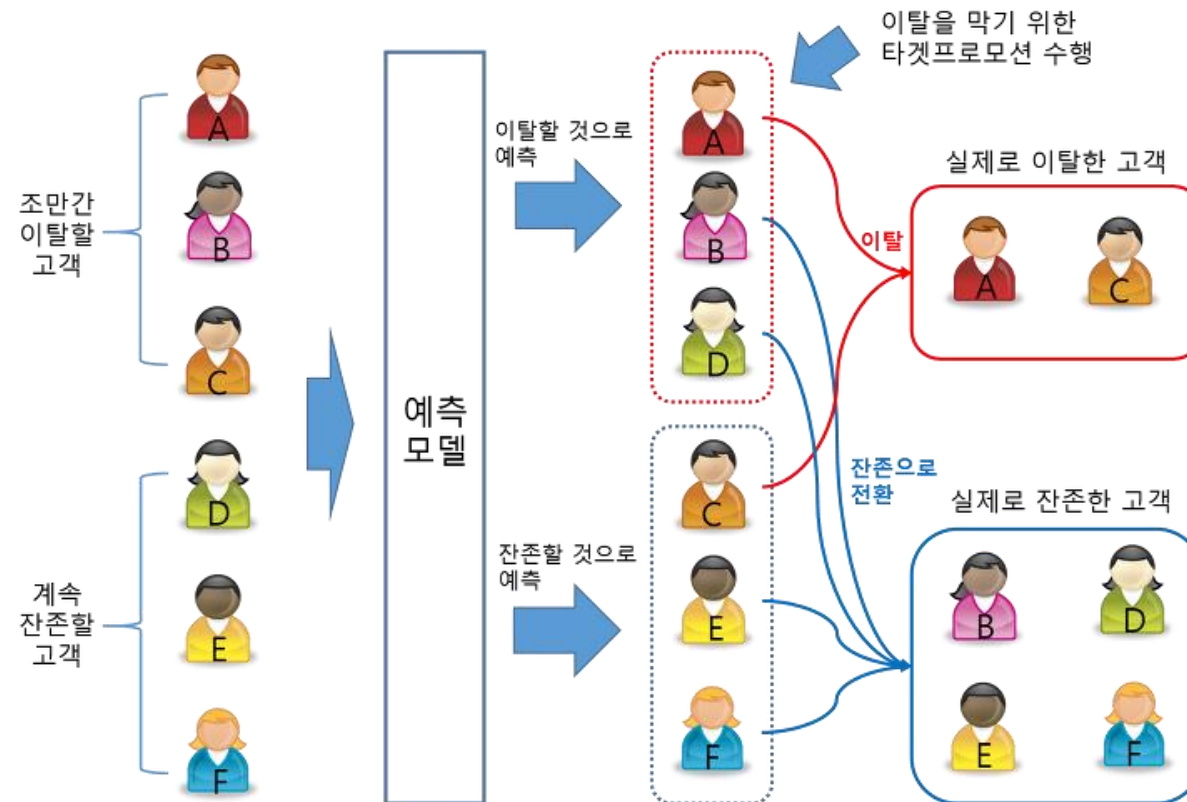 조만간
이탈할
고객
A
B
C
계속
잔존할
고객
D
E
F
예측
모델
이탈할 것으로
예측
잔존할 것으로
예측
이탈을 막기 위한
타겟프로모션 수행
A
B
D
C
E
F
이탈
잔존으로
전환
실제로 이탈한 고객
A C
실제로 잔존한 고객
B D
E F